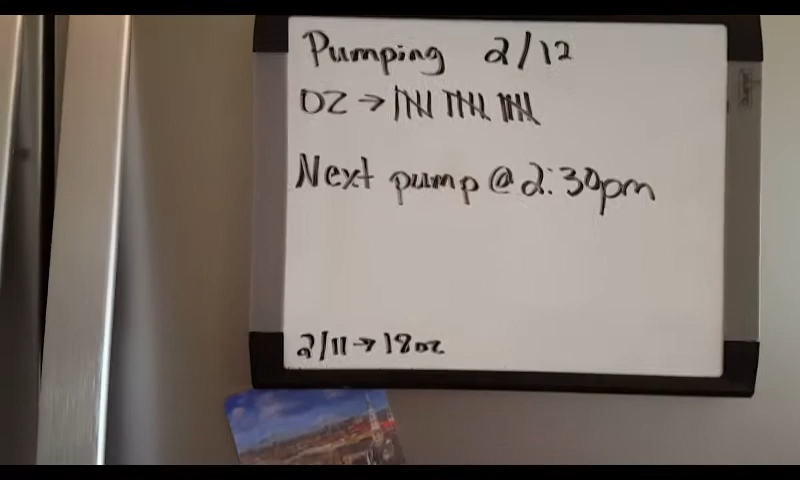 Pumping 2/12
OZ → 𝍸 𝍸 𝍸
Next pump @ 2:30pm
2/11 → 18oz